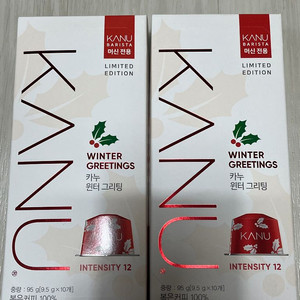 KANU
KANU
BARISTA
머신 전용
LIMITED
EDITION
WINTER
GREETINGS
카누
윈터 그리팅
KANU
INTENSITY 12
중량 : 95 g[9.5 g×10개]
볶은커피 100%
KANU
KANU
BARISTA
머신 전용
LIMITED
EDITION
WINTER
GREETINGS
카누
윈터 그리팅
KANU
INTENSITY 12
중량 : 95 g[9.5 g×10개]
볶은커피 100%